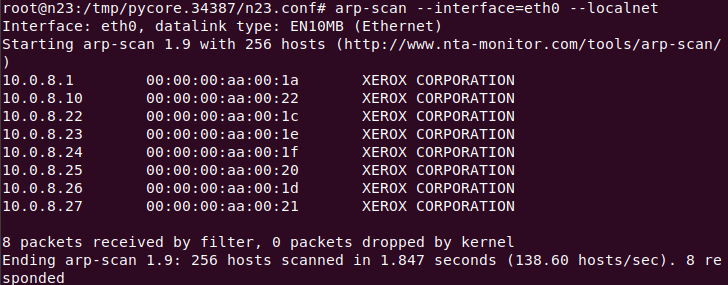 root@n23:/tmp/pycore.34387/n23.conf# arp-scan --interface=eth0 --localnet
Interface: eth0, datalink type: EN10MB (Ethernet)
Starting arp-scan 1.9 with 256 hosts (http://www.nta-monitor.com/tools/arp-scan/
)
10.0.8.1	00:00:00:aa:00:1a	XEROX CORPORATION
10.0.8.10	00:00:00:aa:00:22	XEROX CORPORATION
10.0.8.22	00:00:00:aa:00:1c	XEROX CORPORATION
10.0.8.23	00:00:00:aa:00:1e	XEROX CORPORATION
10.0.8.24	00:00:00:aa:00:1f	XEROX CORPORATION
10.0.8.25	00:00:00:aa:00:20	XEROX CORPORATION
10.0.8.26	00:00:00:aa:00:1d	XEROX CORPORATION
10.0.8.27	00:00:00:aa:00:21	XEROX CORPORATION

8 packets received by filter, 0 packets dropped by kernel
Ending arp-scan 1.9: 256 hosts scanned in 1.847 seconds (138.60 hosts/sec). 8 re
sponded